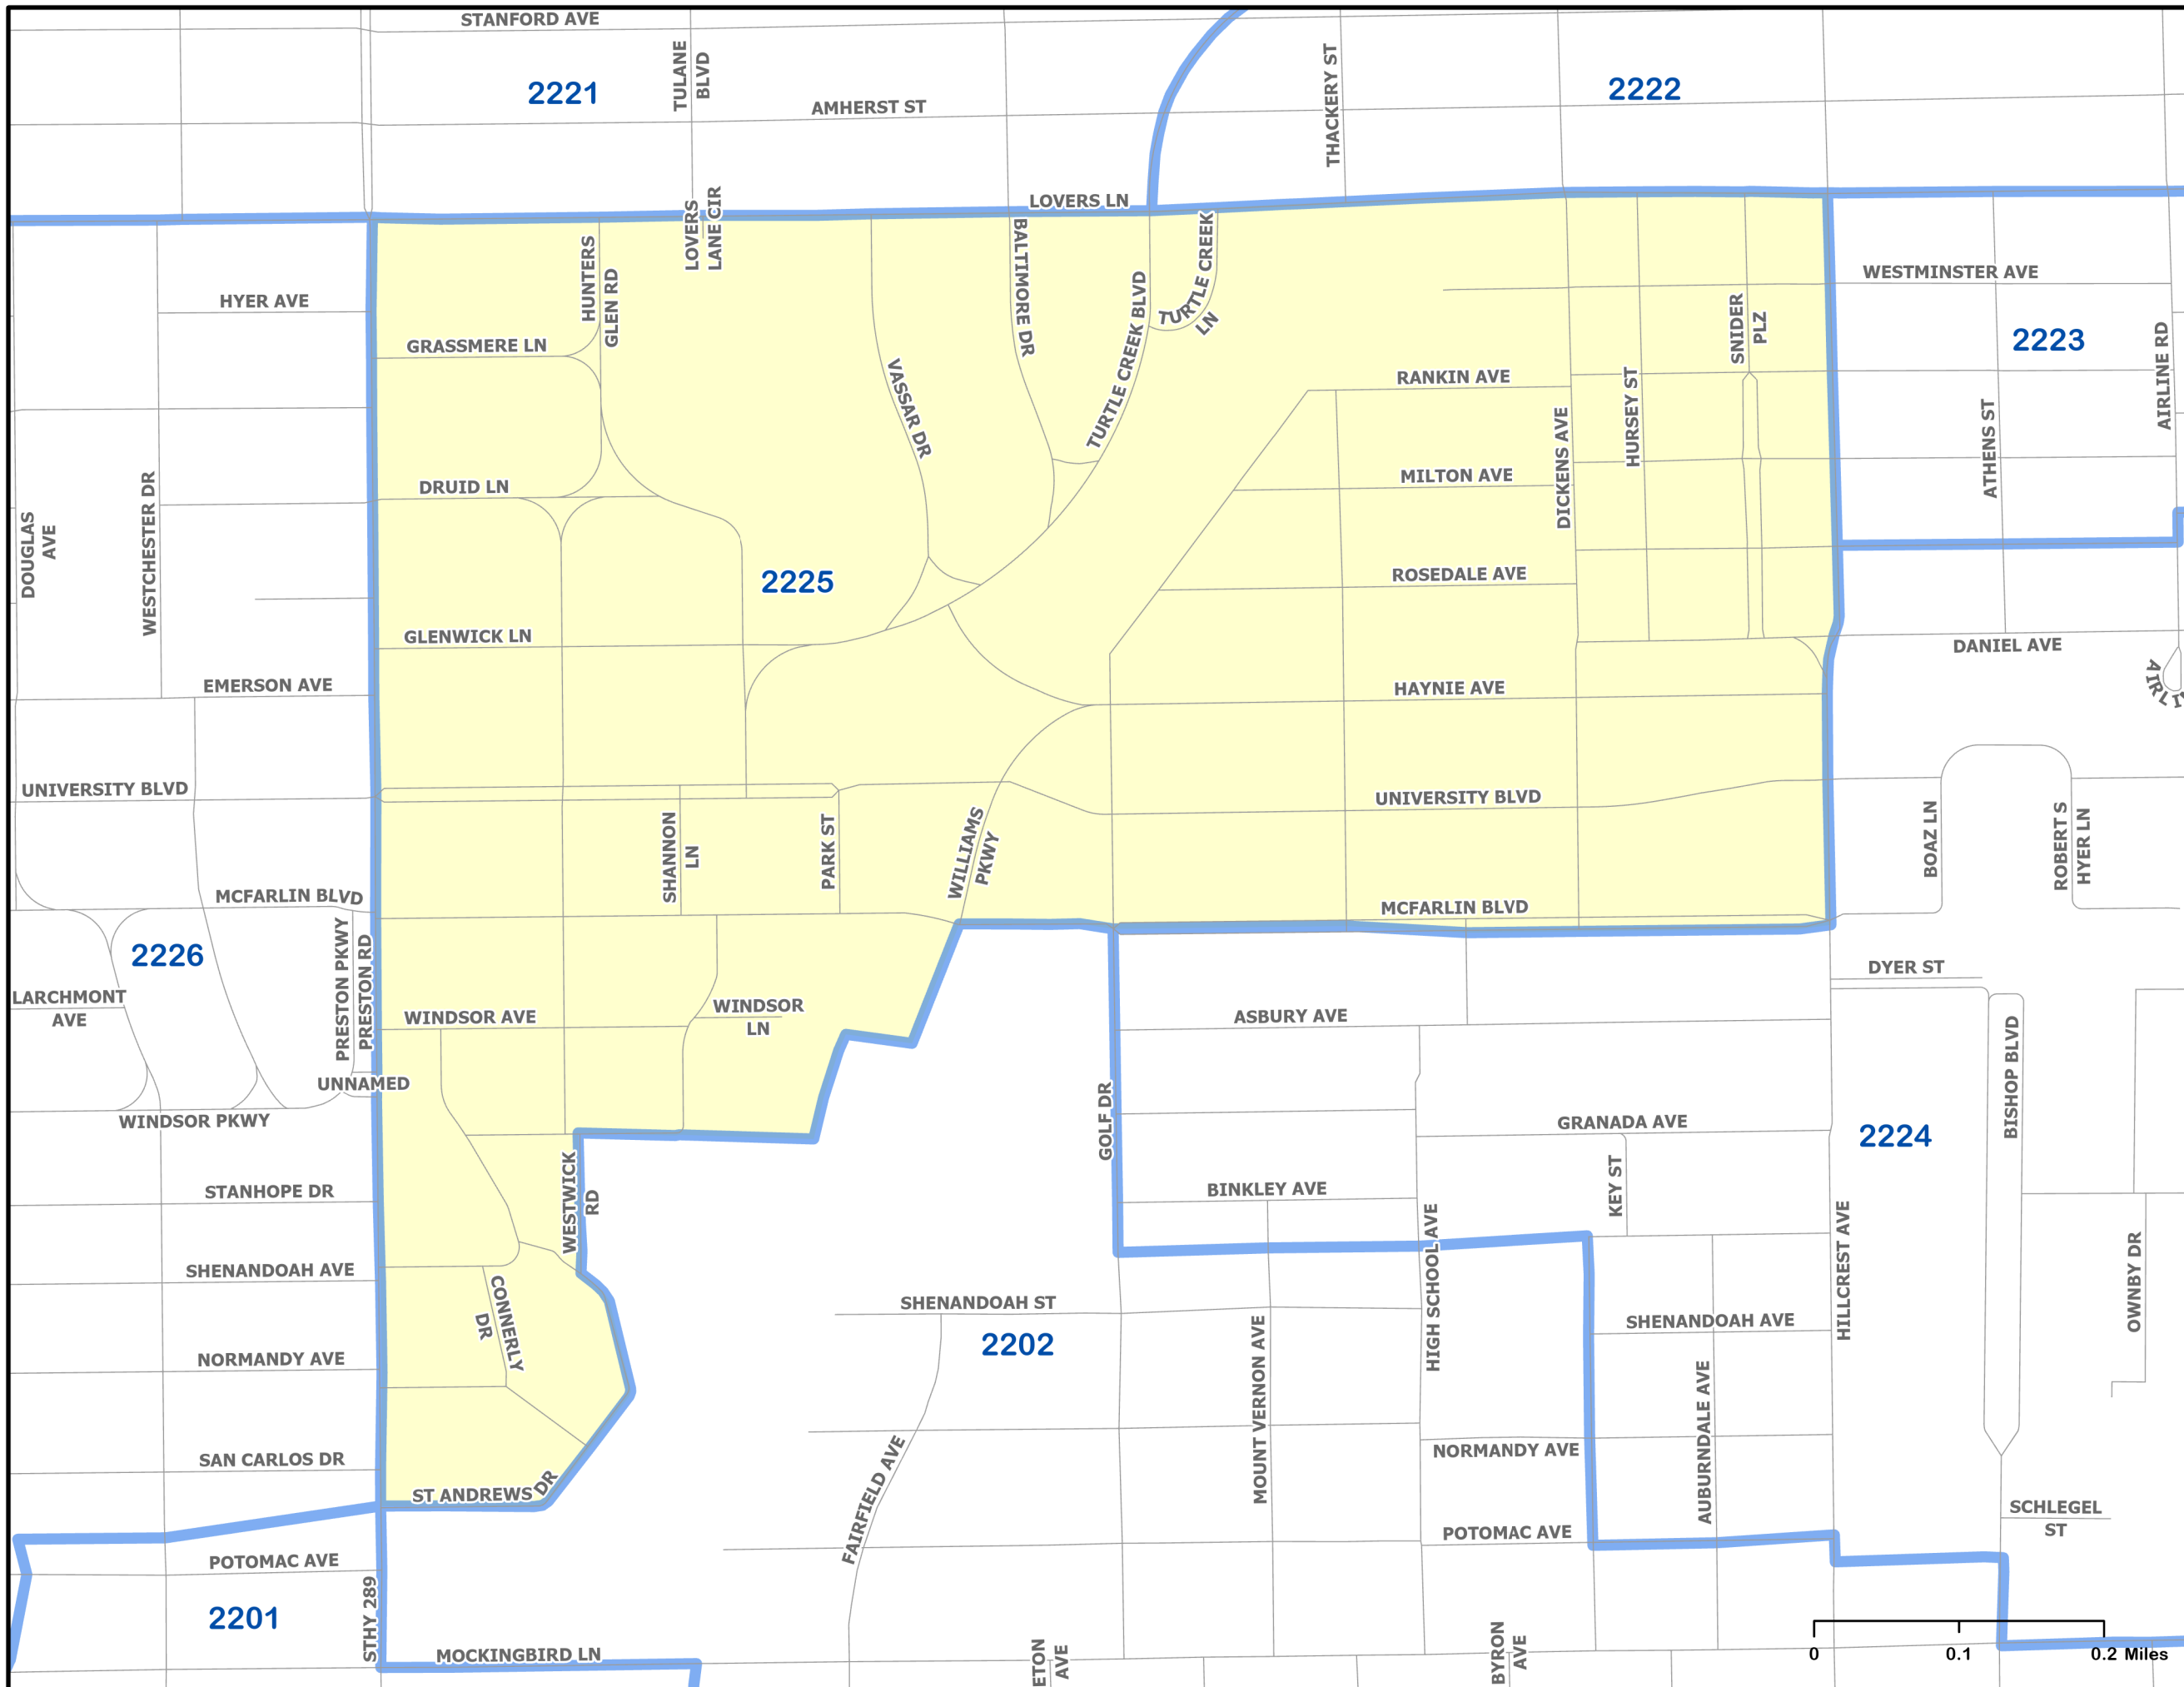 STANFORD AVE
2221
TULANE
BLVD
AMHERST ST
THACKERY ST
2222
LOVERS LN
LOVERS
LANE CIR
HUNTERS
GLEN RD
BALTIMORE DR
TURTLE CREEK BLVD
TURTLE CREEK
LN
WESTMINSTER AVE
HYER AVE
GRASSMERE LN
SNIDER
PLZ
2223
AIRLINE RD
VASSAR DR
RANKIN AVE
HURSEY ST
DICKENS AVE
ATHENS ST
MILTON AVE
DRUID LN
DOUGLAS
AVE
WESTCHESTER DR
2225
ROSEDALE AVE
GLENWICK LN
DANIEL AVE
EMERSON AVE
HAYNIE AVE
UNIVERSITY BLVD
UNIVERSITY BLVD
SHANNON
LN
PARK ST
WILLIAMS
PKWY
BOAZ LN
ROBERT S
HYER LN
MCFARLIN BLVD
MCFARLIN BLVD
2226
PRESTON PKWY
PRESTON RD
DYER ST
LARCHMONT
AVE
WINDSOR AVE
WINDSOR
LN
ASBURY AVE
BISHOP BLVD
UNNAMED
WINDSOR PKWY
GOLF DR
GRANADA AVE
2224
STANHOPE DR
WESTWICK
RD
BINKLEY AVE
KEY ST
HIGH SCHOOL AVE
HILLCREST AVE
OWNBY DR
SHENANDOAH AVE
CONNERLY
DR
SHENANDOAH ST
2202
SHENANDOAH AVE
NORMANDY AVE
MOUNT VERNON AVE
AUBURNDALE AVE
NORMANDY AVE
SAN CARLOS DR
FAIRFIELD AVE
ST ANDREWS DR
SCHLEGEL
ST
POTOMAC AVE
POTOMAC AVE
2201
STHY 289
MOCKINGBIRD LN
ETON
AVE
BYRON
AVE
0 0.1 0.2 Miles